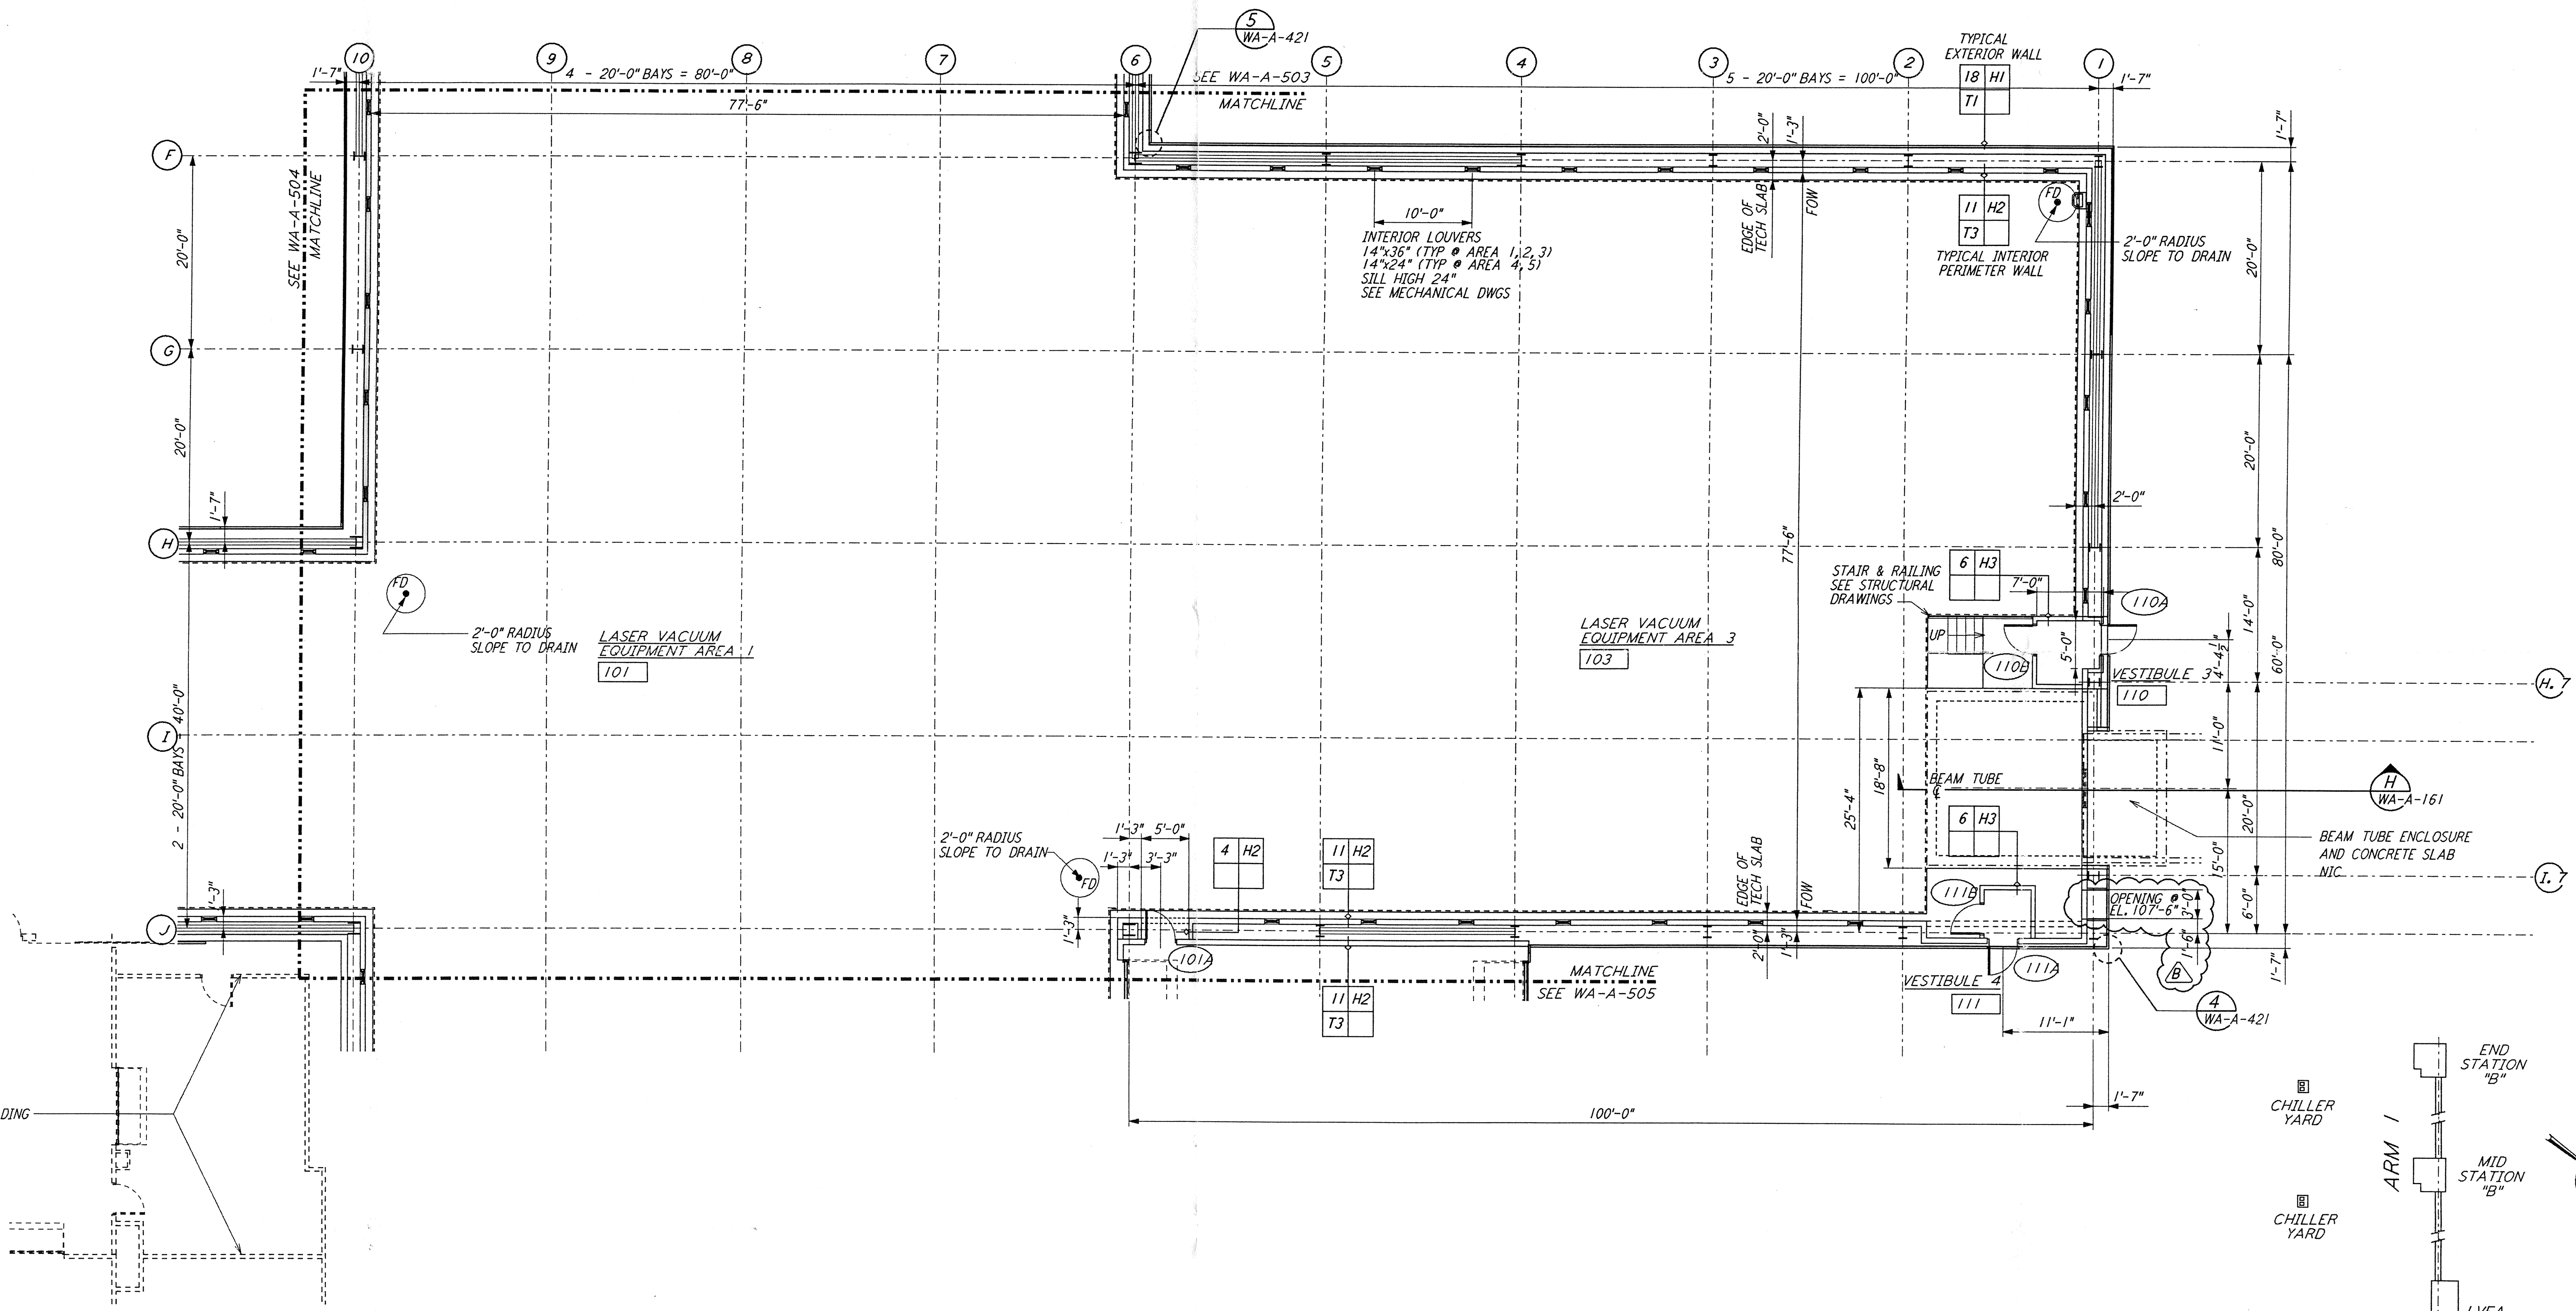 5
WA-A-421
10
9
8
7
6
5
4
3
2
1
1'-7"
4 - 20'-0" BAYS = 80'-0"
SEE WA-A-503
MATCHLINE
5 - 20'-0" BAYS = 100'-0"
1'-7"
TYPICAL
EXTERIOR WALL
18 H1
T1
77'-6"
F
SEE WA-A-504
MATCHLINE
20'-0"
2'-0"
1'-3"
1'-7"
EDGE OF
TECH SLAB
FOW
10'-0"
INTERIOR LOUVERS
14"x36" (TYP @ AREA 1,2,3)
14"x24" (TYP @ AREA 4,5)
SILL HIGH 24"
SEE MECHANICAL DWGS
11 H2
T3
TYPICAL INTERIOR
PERIMETER WALL
FD
2'-0" RADIUS
SLOPE TO DRAIN
20'-0"
G
20'-0"
20'-0"
1'-7"
2'-0"
H
77'-6"
80'-0"
FD
2'-0" RADIUS
SLOPE TO DRAIN
LASER VACUUM
EQUIPMENT AREA 1
101
LASER VACUUM
EQUIPMENT AREA 3
103
STAIR & RAILING
SEE STRUCTURAL
DRAWINGS
6 H3
7'-0"
110A
14'-0"
UP
110B
5'-0"
4'-4 1/2"
60'-0"
VESTIBULE 3
110
H.7
I
2 - 20'-0" BAYS 40'-0"
25'-4"
18'-8"
11'-0"
BEAM TUBE
H
WA-A-161
6 H3
20'-0"
15'-0"
BEAM TUBE ENCLOSURE
AND CONCRETE SLAB
NIC
2'-0" RADIUS
SLOPE TO DRAIN
FD
1'-3"
5'-0"
1'-3"
3'-3"
4 H2
11 H2
T3
EDGE OF
TECH SLAB
FOW
111B
OPENING @
EL. 107'-6"
3'-0"
6'-0"
I.7
J
1'-3"
1'-3"
101A
2'-0"
1'-3"
1'-6"
1'-7"
B
MATCHLINE
SEE WA-A-505
11 H2
T3
VESTIBULE 4
111
111A
4
WA-A-421
11'-1"
100'-0"
1'-7"
DING
CHILLER
YARD
CHILLER
YARD
ARM 1
END
STATION
"B"
MID
STATION
"B"